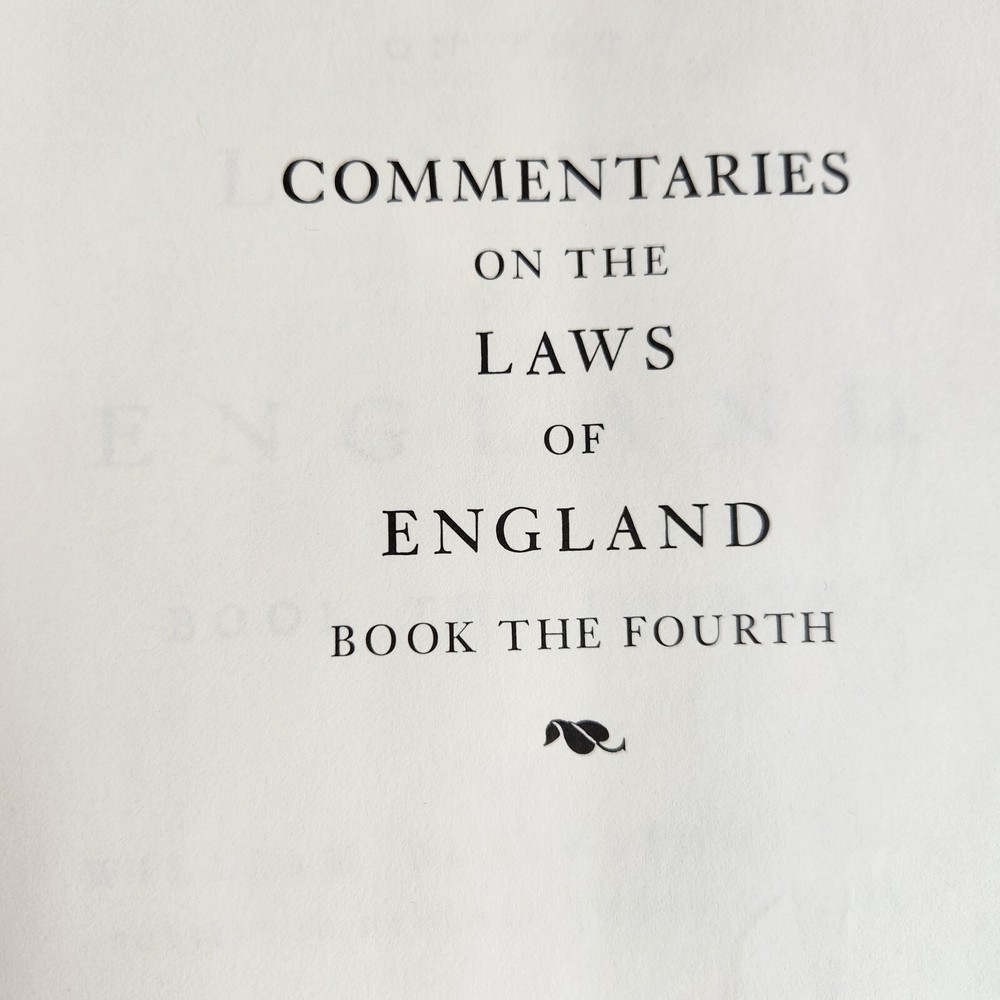 COMMENTARIES
ON THE
LAWS
OF
ENGLAND
BOOK THE FOURTH